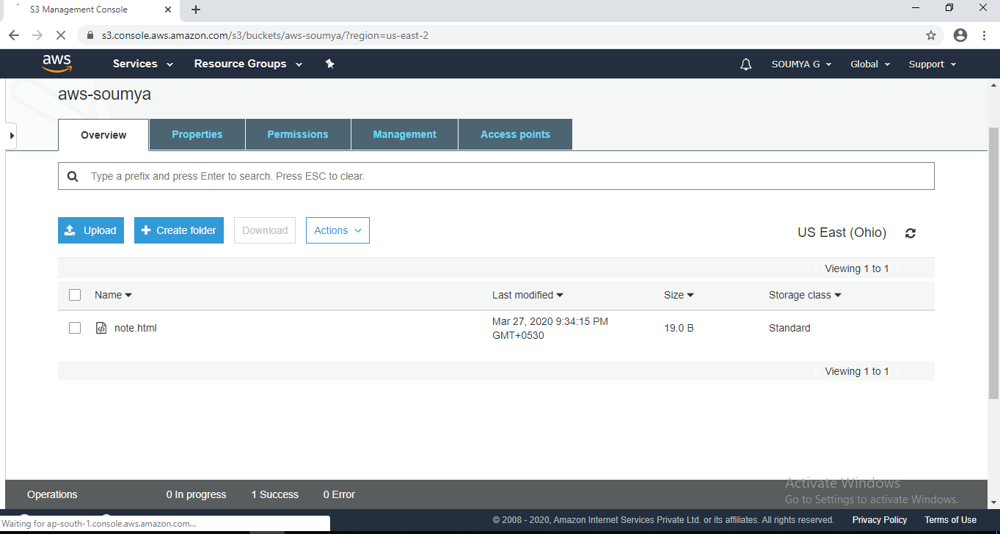 S3 Management Console
s3.console.aws.amazon.com/s3/buckets/aws-soumya/?region=us-east-2
aws Services Resource Groups SOUMYA G Global Support
aws-soumya
Overview Properties Permissions Management Access points
Type a prefix and press Enter to search. Press ESC to clear.
Upload Create folder Download Actions US East (Ohio)
Viewing 1 to 1
Name Last modified Size Storage class
note.html Mar 27, 2020 9:34:15 PM GMT+0530 19.0 B Standard
Viewing 1 to 1
Activate Windows
Operations 0 In progress 1 Success 0 Error
Go to Settings to activate Windows.
Waiting for ap-south-1.console.aws.amazon.com...
© 2008 - 2020, Amazon Internet Services Private Ltd. or its affiliates. All rights reserved. Privacy Policy Terms of Use